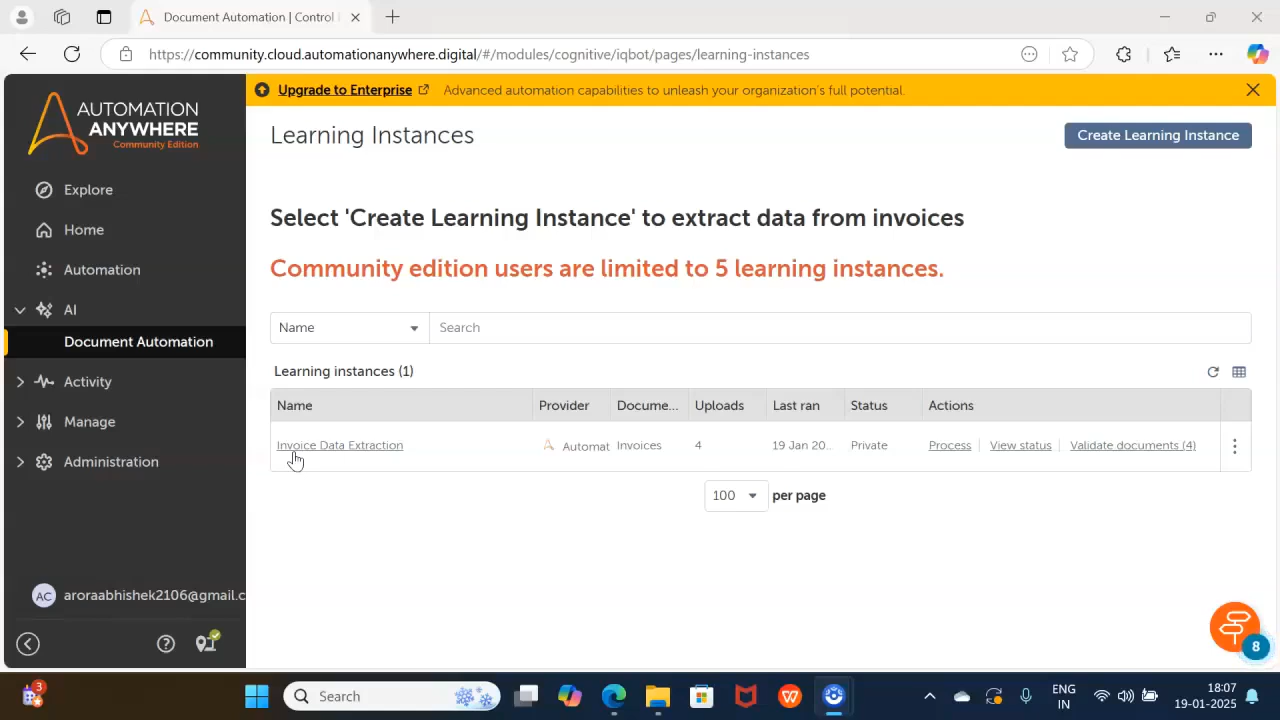 Document Automation | Control
https://community.cloud.automationanywhere.digital/#/modules/cognitive/iqbot/pages/learning-instances
AUTOMATION
ANYWHERE
Community Edition
Explore
Home
Automation
AI
Document Automation
Activity
Manage
Administration
AC aroraabhishek2106@gmail.c
Upgrade to Enterprise Advanced automation capabilities to unleash your organization's full potential.
Learning Instances
Create Learning Instance
Select 'Create Learning Instance' to extract data from invoices
Community edition users are limited to 5 learning instances.
Name Search
Learning instances (1)
Name Provider Docume... Uploads Last ran Status Actions
Invoice Data Extraction Automat Invoices 4 19 Jan 20... Private Process View status Validate documents (4)
100 per page
8
3 Search ENG 18:07
IN 19-01-2025